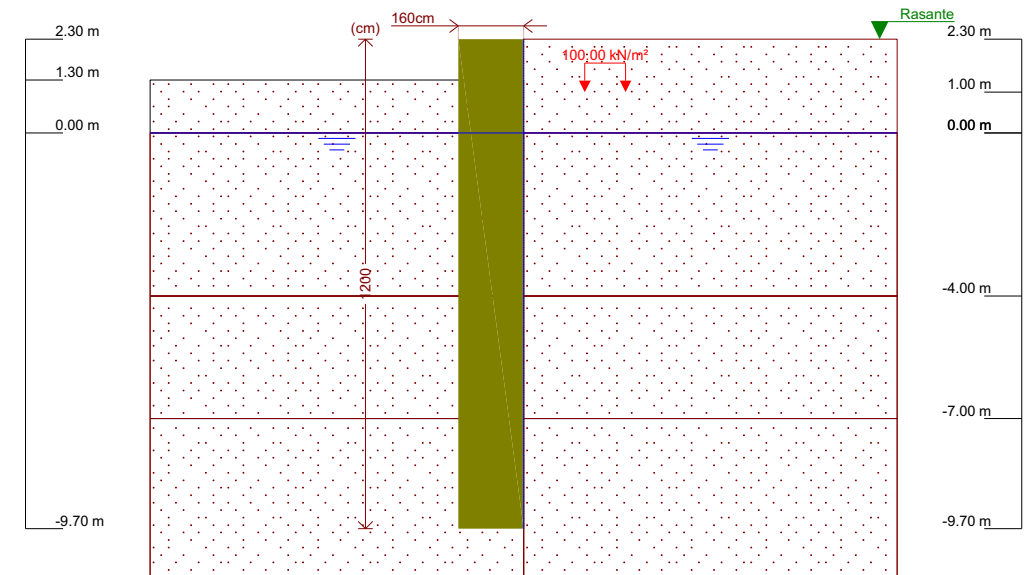 160cm
Rasante
(cm)
2.30 m
2.30 m
100.00 kN/m²
1.30 m
1.00 m
0.00 m
0.00 m
1200
-4.00 m
-7.00 m
-9.70 m
-9.70 m